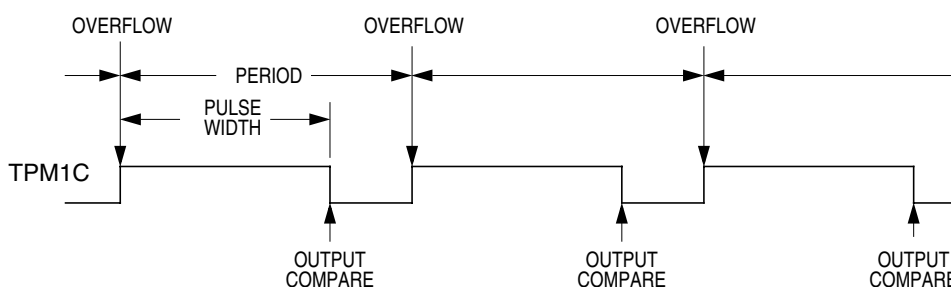 OVERFLOW
OVERFLOW
OVERFLOW
PERIOD
PULSE
WIDTH
TPM1C
OUTPUT
COMPARE
OUTPUT
COMPARE
OUTPUT
COMPARE